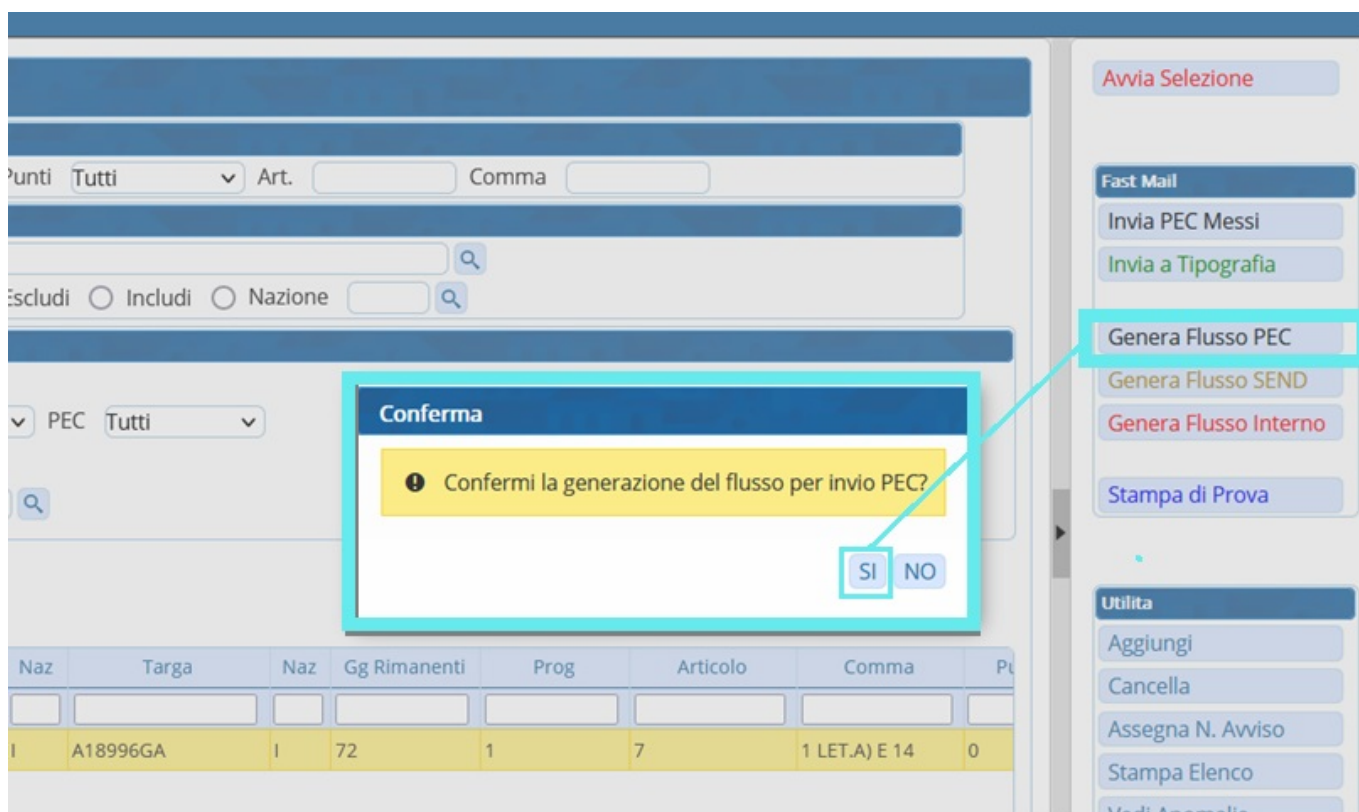 Avvia Selezione
Punti Tutti Art. Comma
Fast Mail
Invia PEC Messi
Invia a Tipografia
Escludi Includi Nazione
Genera Flusso PEC
Genera Flusso SEND
PEC Tutti
Conferma
Genera Flusso Interno
Confermi la generazione del flusso per invio PEC?
Stampa di Prova
SI NO
Utilita
Aggiungi
Naz Targa Naz Gg Rimanenti Prog Articolo Comma
Cancella
Assegna N. Avviso
I A18996GA I 72 1 7 1 LET.A) E 14 0
Stampa Elenco
Vedi Anomalie